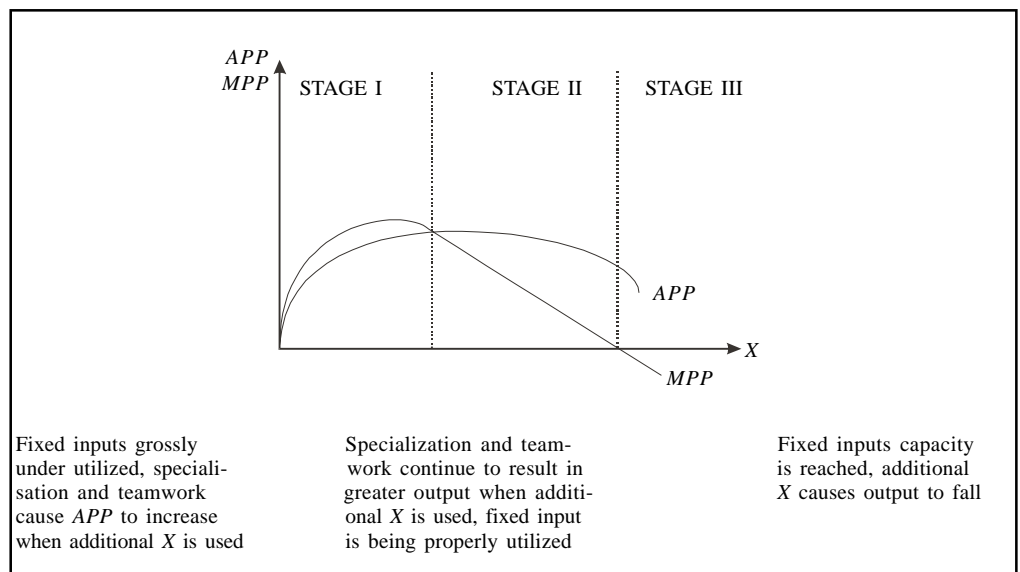 APP
MPP
STAGE I
STAGE II
STAGE III
APP
X
MPP
Fixed inputs grossly
under utilized, speciali-
sation and teamwork
cause APP to increase
when additional X is used
Specialization and team-
work continue to result in
greater output when additi-
onal X is used, fixed input
is being properly utilized
Fixed inputs capacity
is reached, additional
X causes output to fall